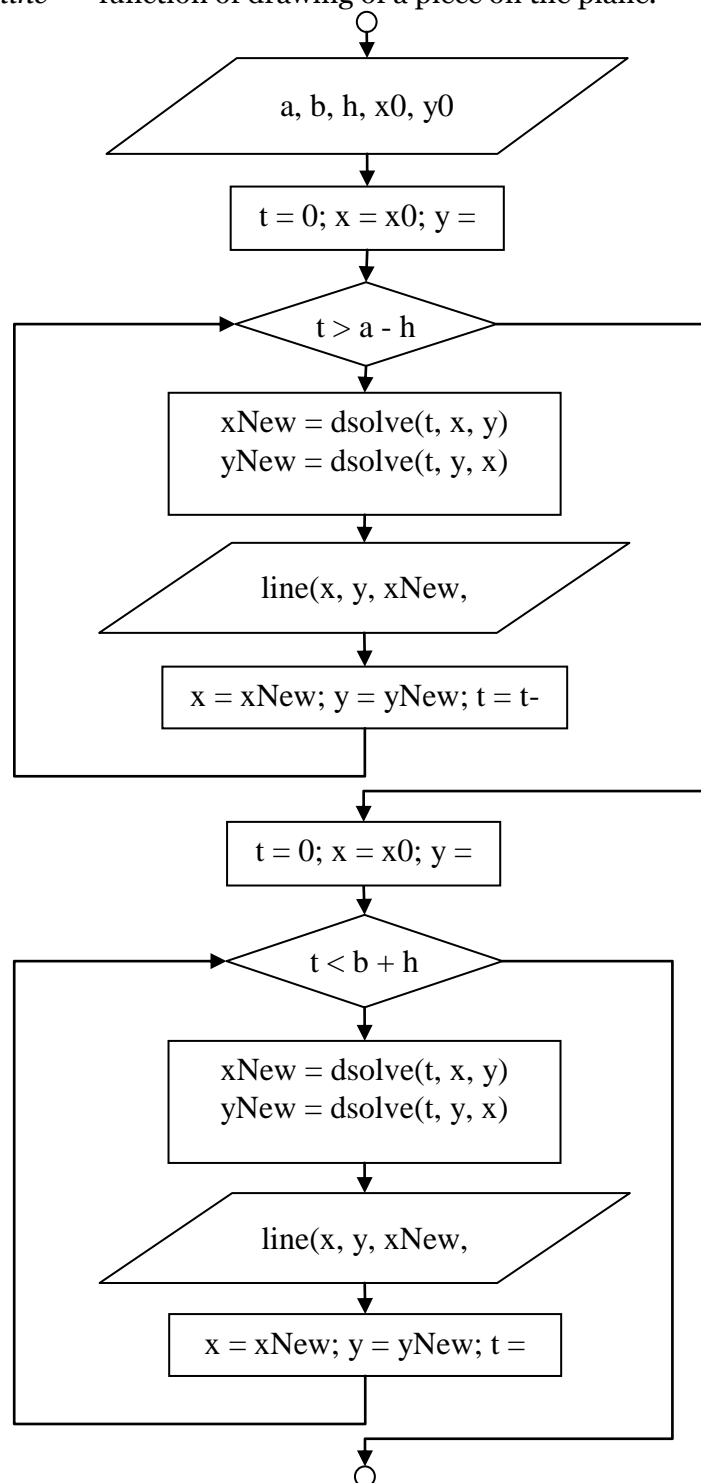 function of drawing of a piece on the plane.
a, b, h, x0, y0
t = 0; x = x0; y =
t > a - h
xNew = dsolve(t, x, y)
yNew = dsolve(t, y, x)
line(x, y, xNew,
x = xNew; y = yNew; t = t-
t = 0; x = x0; y =
t < b + h
xNew = dsolve(t, x, y)
yNew = dsolve(t, y, x)
line(x, y, xNew,
x = xNew; y = yNew; t =